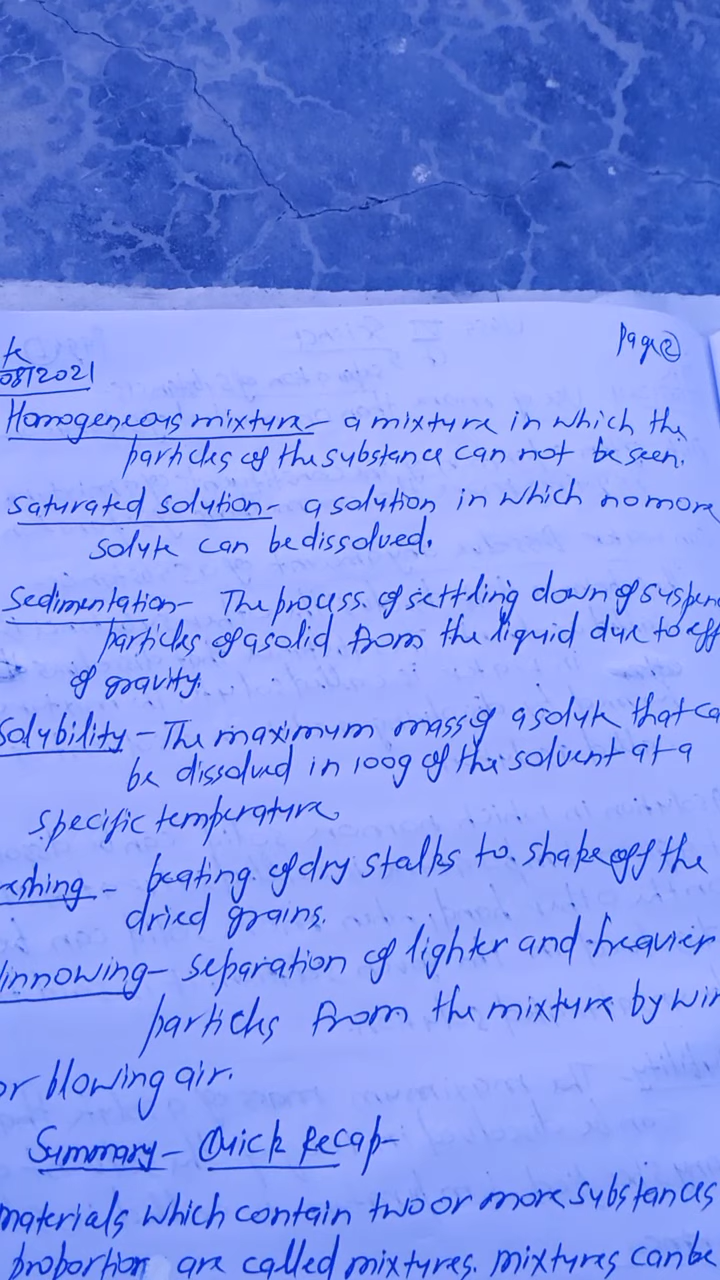 Page 2
08/2021
Homogeneous mixture - a mixture in which the
particles of the substance can not be seen.
Saturated solution - a solution in which no more
solute can be dissolved.
Sedimentation - The process of settling down of suspen
particles of a solid from the liquid due to eff
of gravity.
Solubility - The maximum mass of a solute that ca
be dissolved in 100g of the solvent at a
specific temperature
reshing - beating of dry stalks to shake off the
dried grains.
innowing - separation of lighter and heavier
particles from the mixture by win
or blowing air.
Summary - Quick Recap -
materials which contain two or more substances
proportion are called mixtures. mixtures can be